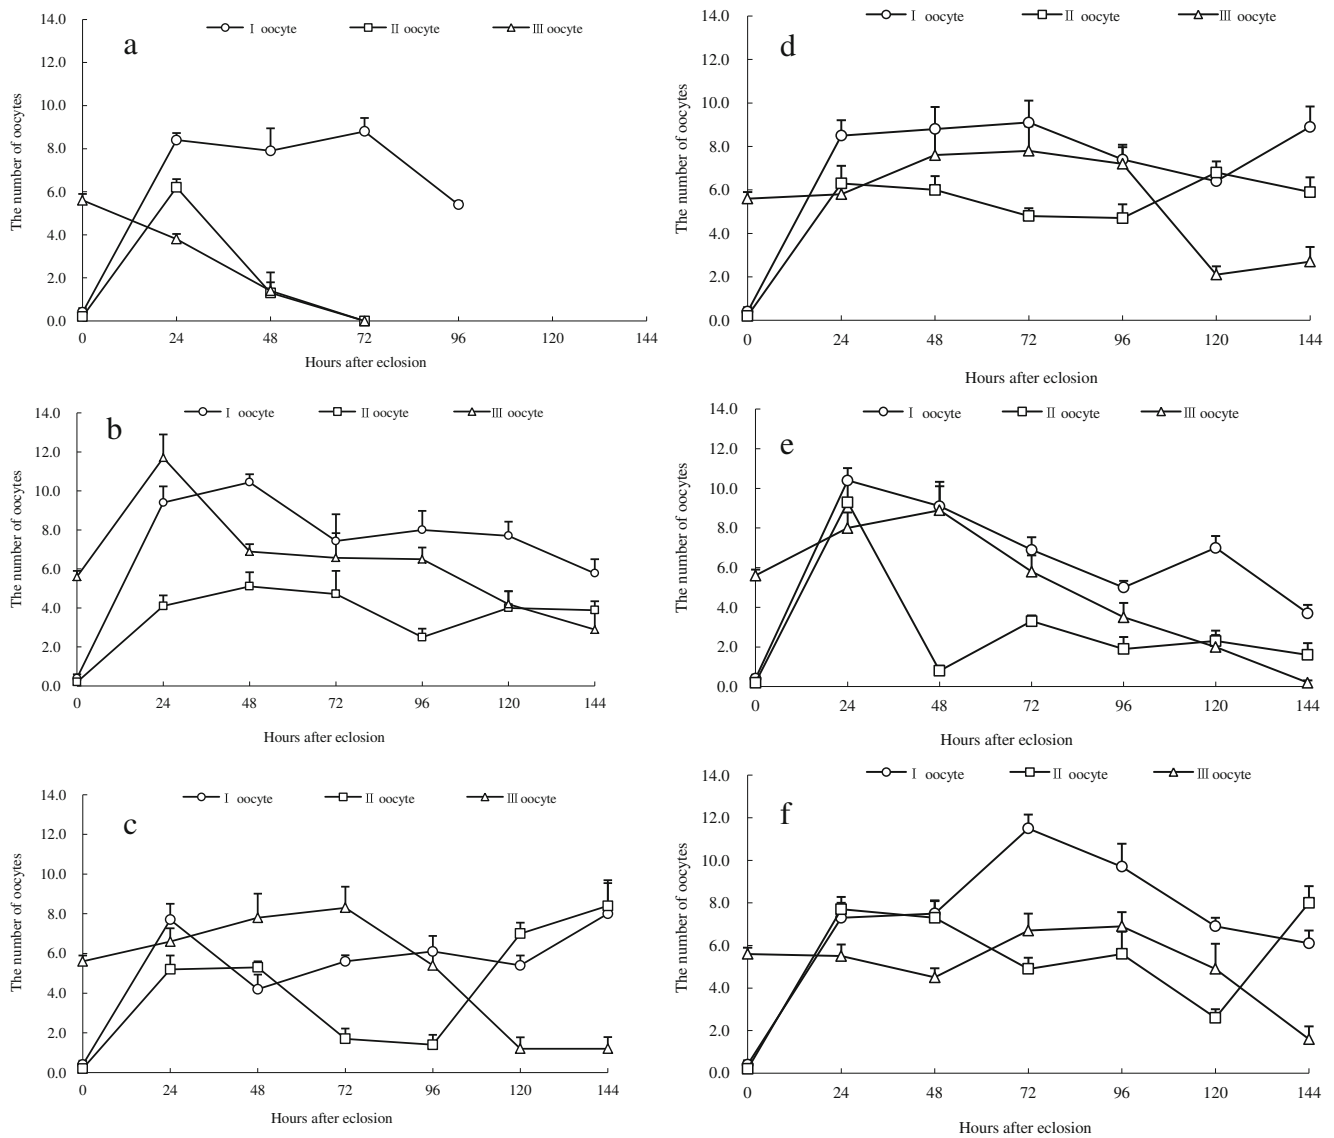 I oocyte II oocyte III oocyte
a
14.0
12.0
10.0
8.0
6.0
4.0
2.0
0.0
The number of oocytes
0 24 48 72 96 120 144
Hours after eclosion
I oocyte II oocyte III oocyte
b
14.0
12.0
10.0
8.0
6.0
4.0
2.0
0.0
The number of oocytes
0 24 48 72 96 120 144
Hours after eclosion
I oocyte II oocyte III oocyte
c
14.0
12.0
10.0
8.0
6.0
4.0
2.0
0.0
The number of oocytes
0 24 48 72 96 120 144
Hours after eclosion
I oocyte II oocyte III oocyte
d
14.0
12.0
10.0
8.0
6.0
4.0
2.0
0.0
The number of oocytes
0 24 48 72 96 120 144
Hours after eclosion
I oocyte II oocyte III oocyte
e
14.0
12.0
10.0
8.0
6.0
4.0
2.0
0.0
The number of oocytes
0 24 48 72 96 120 144
Hours after eclosion
I oocyte II oocyte III oocyte
f
14.0
12.0
10.0
8.0
6.0
4.0
2.0
0.0
The number of oocytes
0 24 48 72 96 120 144
Hours after eclosion